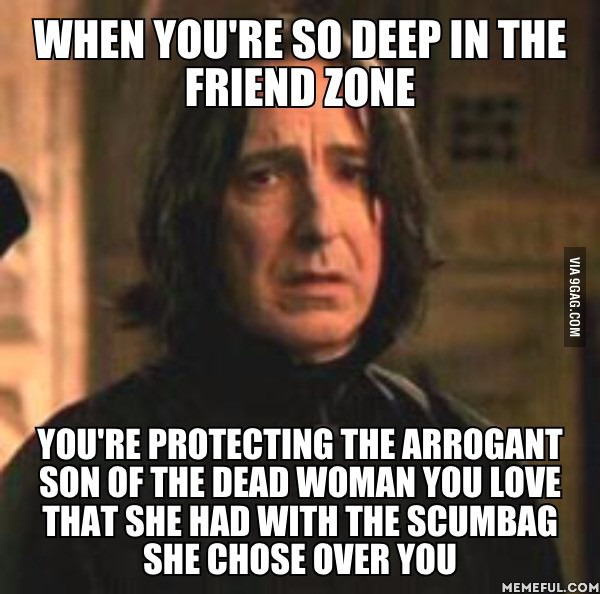 WHEN YOU'RE SO DEEP IN THE
FRIEND ZONE
VIA 9GAG.COM
YOU'RE PROTECTING THE ARROGANT
SON OF THE DEAD WOMAN YOU LOVE
THAT SHE HAD WITH THE SCUMBAG
SHE CHOSE OVER YOU
MEMEFUL.COM